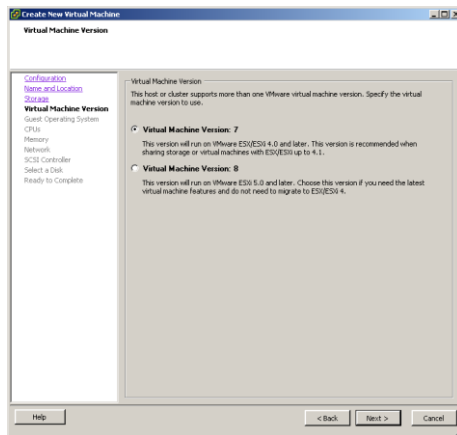 Create New Virtual Machine
Virtual Machine Version
Configuration
Name and Location
Storage
Virtual Machine Version
Guest Operating System
CPUs
Memory
Network
SCSI Controller
Select a Disk
Ready to Complete
Virtual Machine Version
This host or cluster supports more than one VMware virtual machine version. Specify the virtual
machine version to use.
Virtual Machine Version: 7
This version will run on VMware ESX/ESXi 4.0 and later. This version is recommended when
sharing storage or virtual machines with ESX/ESXi up to 4.1.
Virtual Machine Version: 8
This version will run on VMware ESXi 5.0 and later. Choose this version if you need the latest
virtual machine features and do not need to migrate to ESX/ESXi 4.
Help
< Back
Next >
Cancel